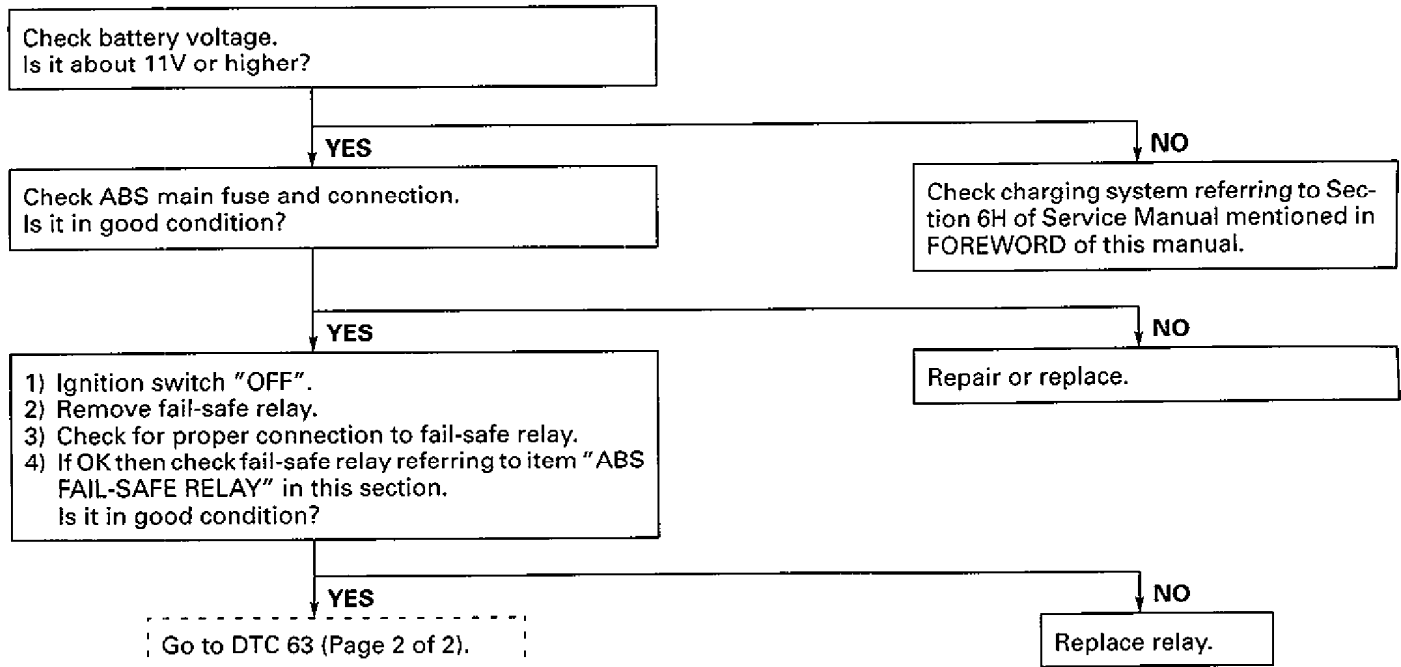 Check battery voltage.
Is it about 11V or higher?
YES
NO
Check ABS main fuse and connection.
Is it in good condition?
Check charging system referring to Sec-
tion 6H of Service Manual mentioned in
FOREWORD of this manual.
YES
NO
1) Ignition switch "OFF".
2) Remove fail-safe relay.
3) Check for proper connection to fail-safe relay.
4) If OK then check fail-safe relay referring to item "ABS
FAIL-SAFE RELAY" in this section.
Is it in good condition?
Repair or replace.
YES
NO
Go to DTC 63 (Page 2 of 2).
Replace relay.